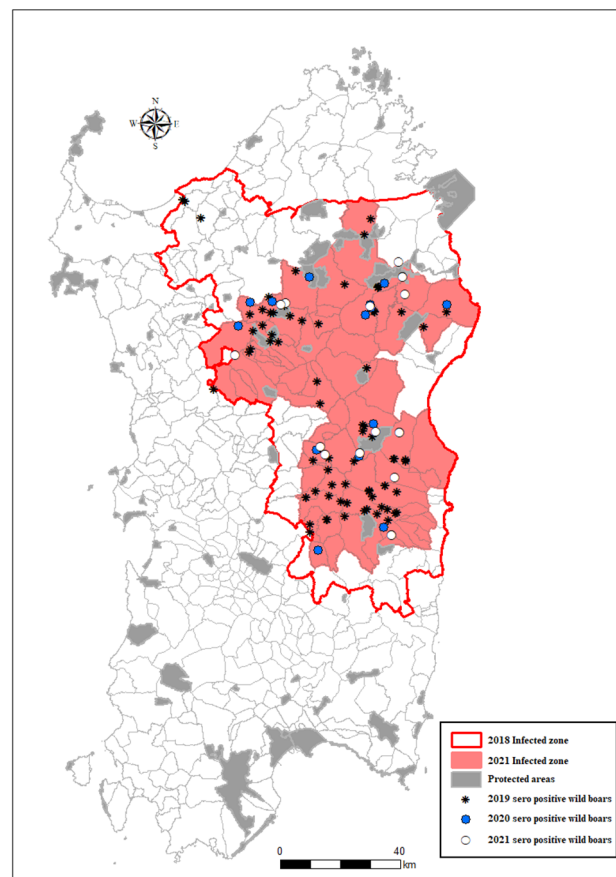 N
W E
S
2018 Infected zone
2021 Infected zone
Protected areas
2019 sero positive wild boars
2020 sero positive wild boars
2021 sero positive wild boars
0 40
km